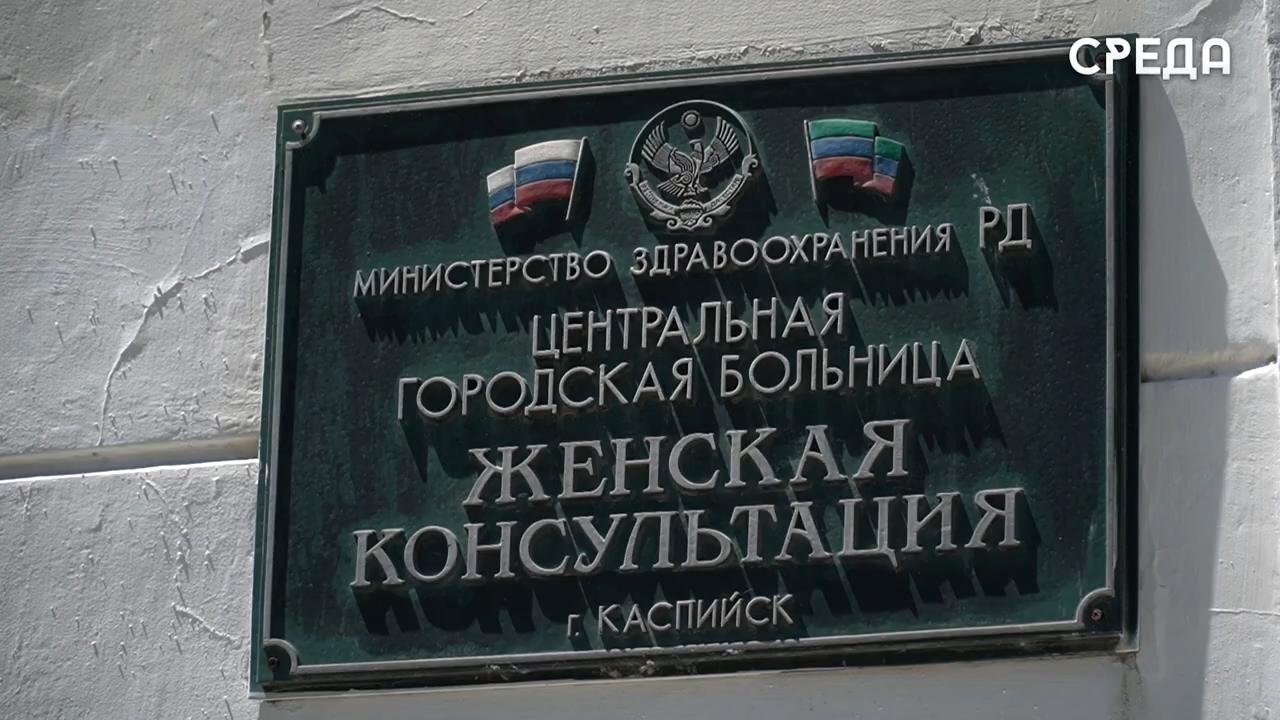 СРЕДА
МИНИСТЕРСТВО ЗДРАВООХРАНЕНИЯ РД
ЦЕНТРАЛЬНАЯ
ГОРОДСКАЯ БОЛЬНИЦА
ЖЕНСКАЯ
КОНСУЛЬТАЦИЯ
г. КАСПИЙСК